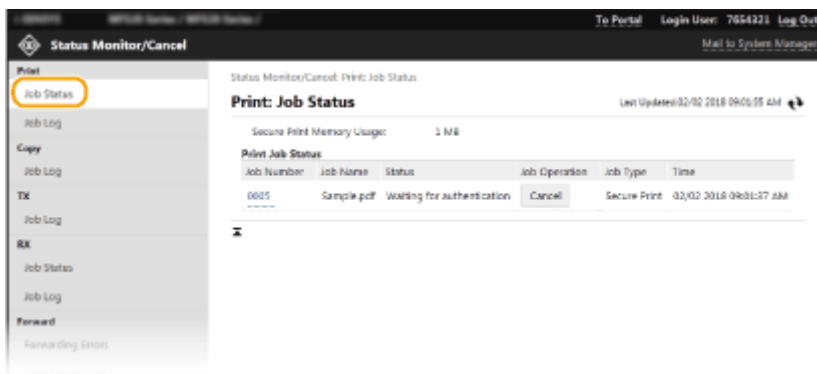 To Portal Login User: 7654321 Log Out
Status Monitor/Cancel
Mail to System Manager
Print
Job Status
Job Log
Copy
Job Log
TX
Job Log
RX
Job Status
Job Log
Forward
Forwarding Errors
Status Monitor/Cancel: Print: Job Status
Print: Job Status
Last Updated:02/02 2018 09:01:55 AM
Secure Print Memory Usage: 1 MB
Print Job Status
Job Number Job Name Status Job Operation Job Type Time
0005 Sample.pdf Waiting for authentication Cancel Secure Print 02/02 2018 09:01:37 AM